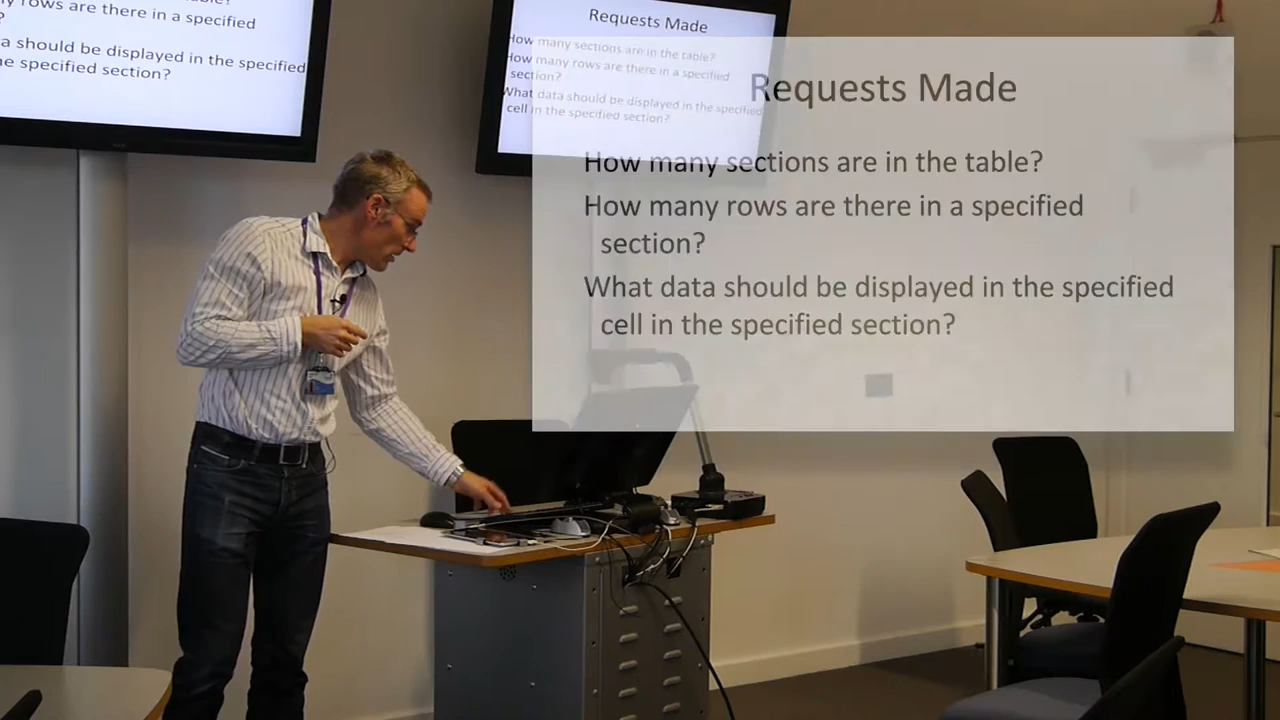 y rows are there in a specified
?
a should be displayed in the specified
he specified section?
Requests Made
How many sections are in the table?
How many rows are there in a specified
section?
What data should be displayed in the specified
cell in the specified section?
Requests Made
How many sections are in the table?
How many rows are there in a specified
section?
What data should be displayed in the specified
cell in the specified section?